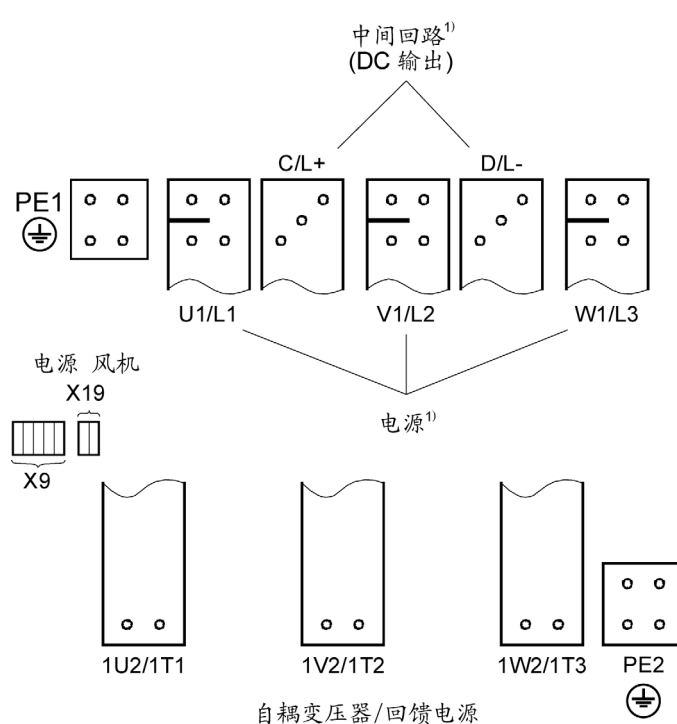 中间回路1)
(DC 输出)
C/L+ D/L-
PE1
U1/L1 V1/L2 W1/L3
电源 风机
X19
电源1)
X9
1U2/1T1 1V2/1T2 1W2/1T3 PE2
自耦变压器/回馈电源